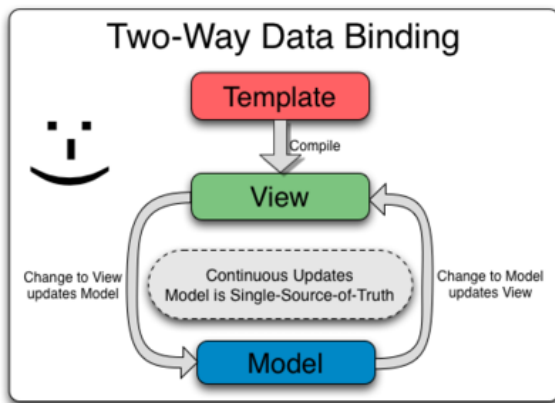 Two-Way Data Binding
Template
Compile
View
Change to View
updates Model
Continuous Updates
Model is Single-Source-of-Truth
Change to Model
updates View
Model